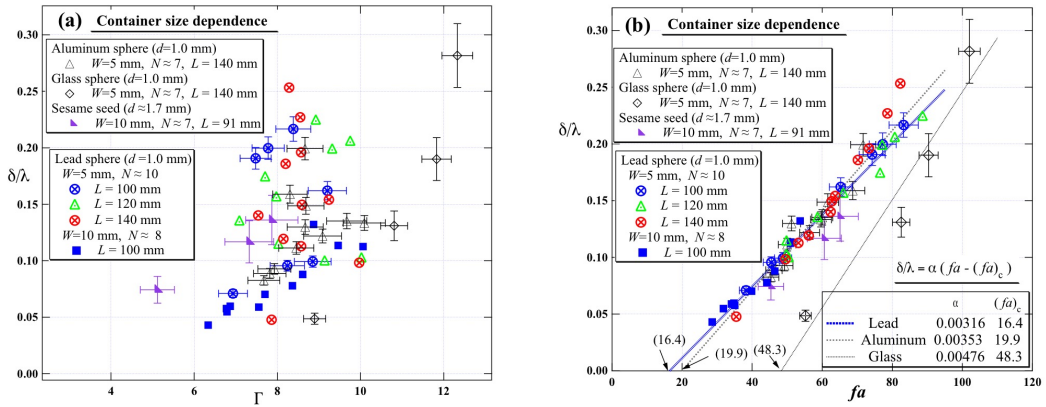 (a) Container size dependence
0.30
0.25
0.20
δ/λ
0.15
0.10
0.05
0.00
4 6 8 10 12
Γ
Aluminum sphere (d=1.0 mm)
W=5 mm, N ≈ 7, L = 140 mm
Glass sphere (d=1.0 mm)
W=5 mm, N ≈ 7, L = 140 mm
Sesame seed (d ≈1.7 mm)
W=10 mm, N ≈ 7, L = 91 mm
Lead sphere (d =1.0 mm)
W=5 mm, N ≈ 10
L = 100 mm
L = 120 mm
L = 140 mm
W=10 mm, N ≈ 8
L = 100 mm
(b) Container size dependence
0.30
0.25
δ/λ
0.20
0.15
0.10
0.05
0.00
0 20 40 60 80 100 120
fa
Aluminum sphere (d=1.0 mm)
W=5 mm, N ≈ 7, L = 140 mm
Glass sphere (d=1.0 mm)
W=5 mm, N ≈ 7, L = 140 mm
Sesame seed (d ≈1.7 mm)
W=10 mm, N ≈ 7, L = 91 mm
Lead sphere (d =1.0 mm)
W=5 mm, N ≈ 10
L = 100 mm
L = 120 mm
L = 140 mm
W=10 mm, N ≈ 8
L = 100 mm
δ/λ = α ( fa - ( fa)c )
α ( fa)c
Lead 0.00316 16.4
Aluminum 0.00353 19.9
Glass 0.00476 48.3
(16.4) (19.9) (48.3)